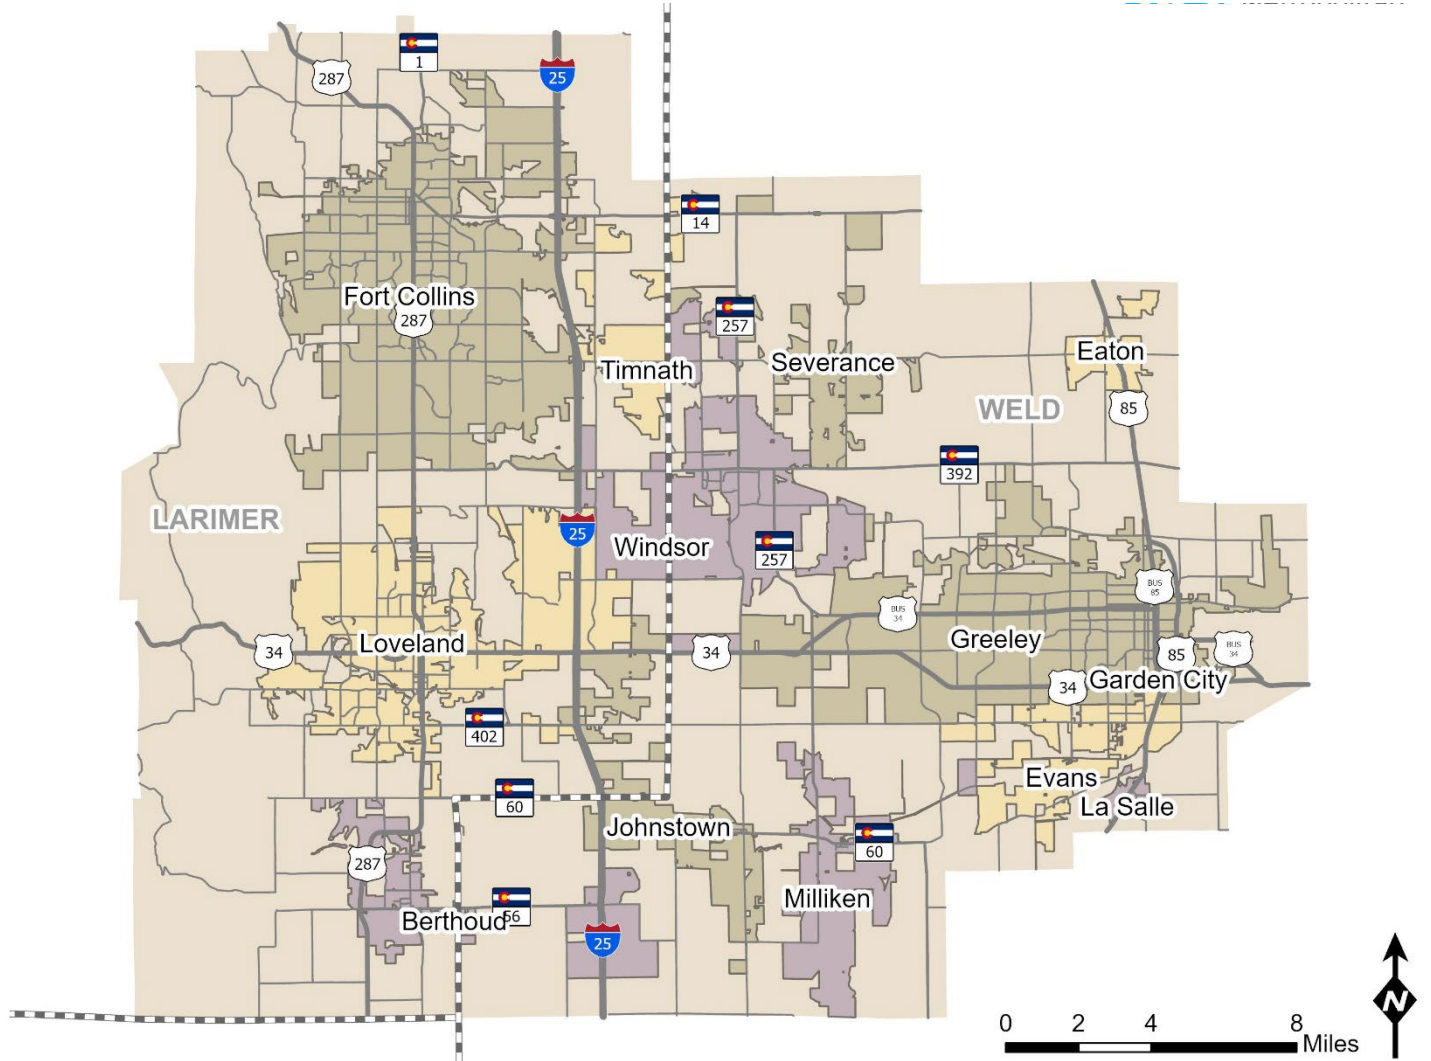 1
287
25
14
Fort Collins
287
257
Timnath
Severance
Eaton
WELD
85
392
LARIMER
25
Windsor
257
BUS
85
BUS
34
Loveland
34
34
Greeley
85
BUS
34
34
Garden City
402
Evans
60
La Salle
Johnstown
60
287
Milliken
56
Berthoud
25
N
0 2 4 8
Miles